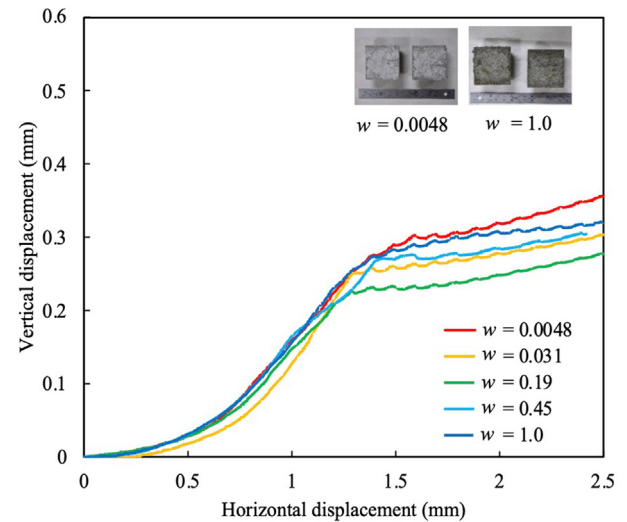 0.6
0.5
0.4
0.3
0.2
0.1
0
Vertical displacement (mm)
w = 0.0048
w = 1.0
w = 0.0048
w = 0.031
w = 0.19
w = 0.45
w = 1.0
0 0.5 1 1.5 2 2.5
Horizontal displacement (mm)